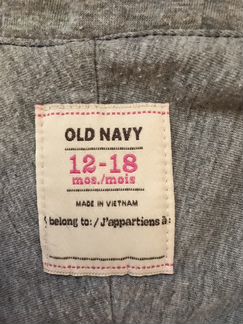 OLD NAVY
12-18
mos./mois
MADE IN VIETNAM
I belong to: / J'appartiens à: